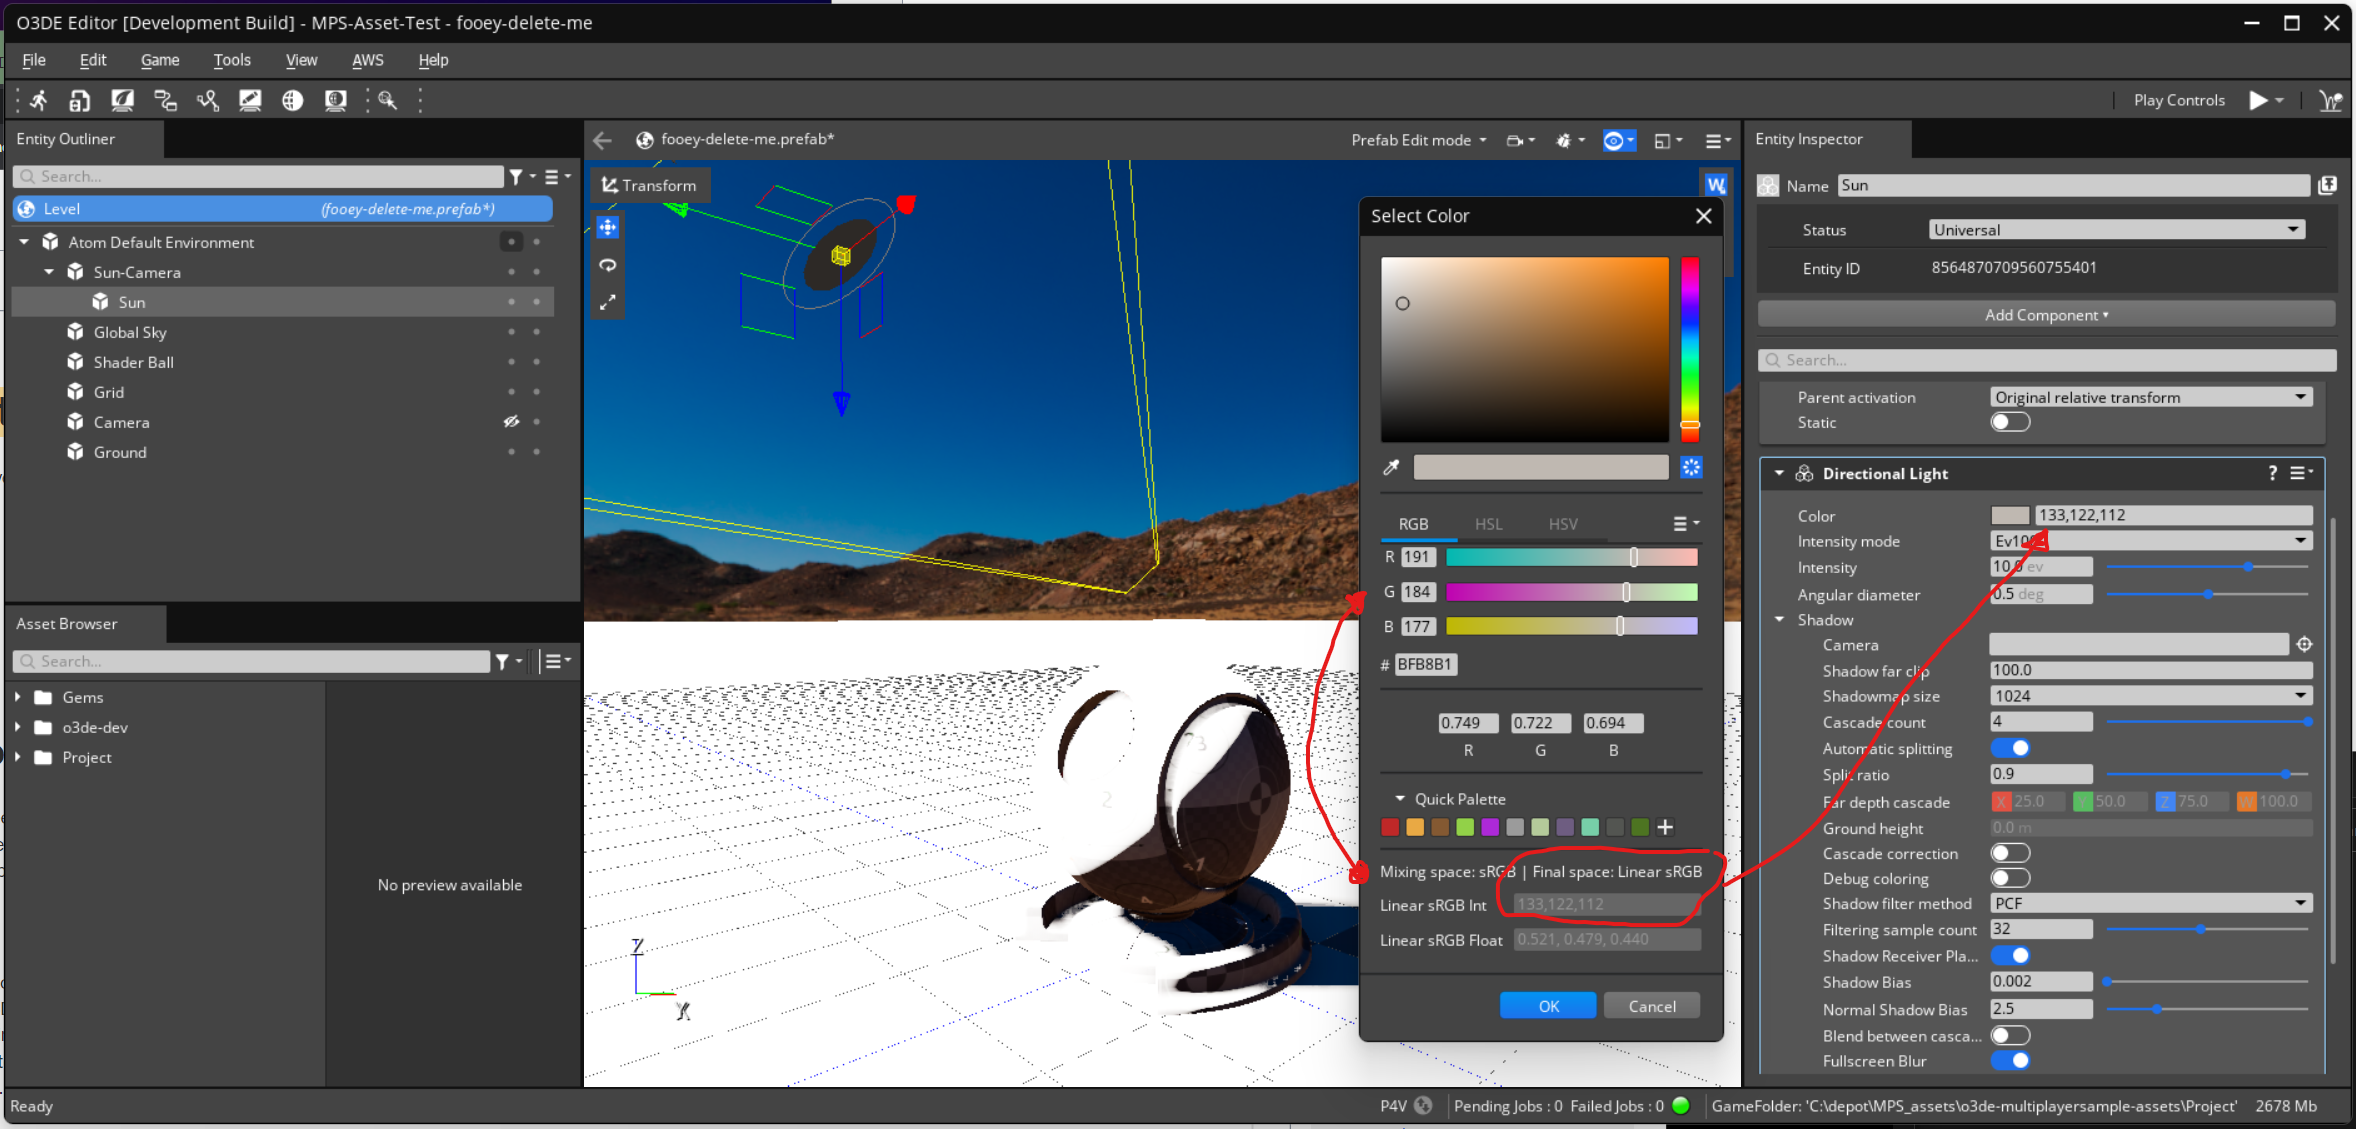 O3DE Editor [Development Build] - MPS-Asset-Test - fooey-delete-me
File Edit Game Tools View AWS Help
Play Controls
Entity Outliner
Search...
Level (fooey-delete-me.prefab*)
Atom Default Environment
Sun-Camera
Sun
Global Sky
Shader Ball
Grid
Camera
Ground
Asset Browser
Search...
Gems
o3de-dev
Project
No preview available
fooey-delete-me.prefab*
Prefab Edit mode
Transform
W
Z
X
Select Color
RGB HSL HSV
R 191
G 184
B 177
# BFB8B1
0.749 0.722 0.694
R G B
Quick Palette
Mixing space: sRGB | Final space: Linear sRGB
Linear sRGB Int 133,122,112
Linear sRGB Float 0.521, 0.479, 0.440
OK Cancel
Entity Inspector
Name Sun
Status Universal
Entity ID 8564870709560755401
Add Component
Search...
Parent activation Original relative transform
Static
Directional Light ?
Color 133,122,112
Intensity mode
Intensity 10.0 ev
Angular diameter 0.5 deg
Shadow
Camera
Shadow far clip 100.0
Shadowmap size 1024
Cascade count 4
Automatic splitting
Split ratio 0.9
Far depth cascade X 25.0 50.0 Z 75.0 W 100.0
Ground height 0.0 m
Cascade correction
Debug coloring
Shadow filter method PCF
Filtering sample count 32
Shadow Receiver Pla...
Shadow Bias 0.002
Normal Shadow Bias 2.5
Blend between casca...
Fullscreen Blur
Ready
P4V Pending Jobs : 0 Failed Jobs : 0 GameFolder: 'C:\depot\MPS_assets\o3de-multiplayersample-assets\Project' 2678 Mb